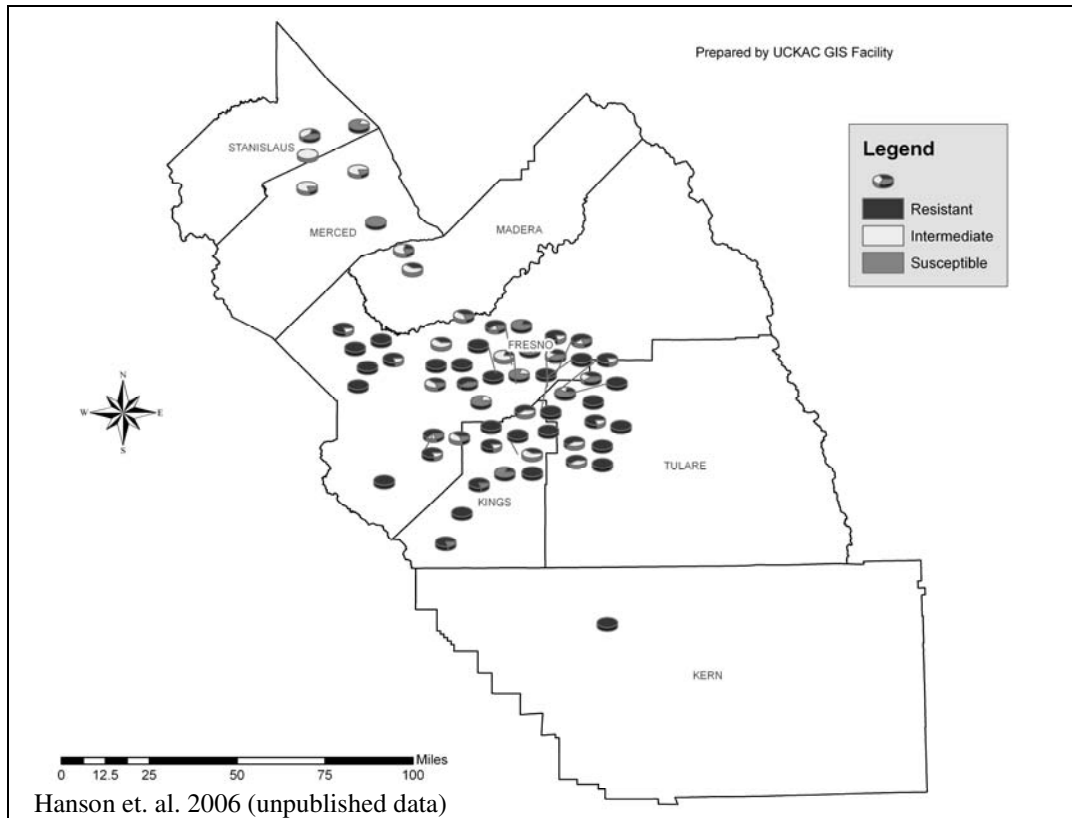 Prepared by UCKAC GIS Facility
STANISLAUS
MERCED
MADERA
Legend
Resistant
Intermediate
Susceptible
FRESNO
N
W E
S
TULARE
KINGS
KERN
Miles
0 12.5 25 50 75 100
Hanson et. al. 2006 (unpublished data)